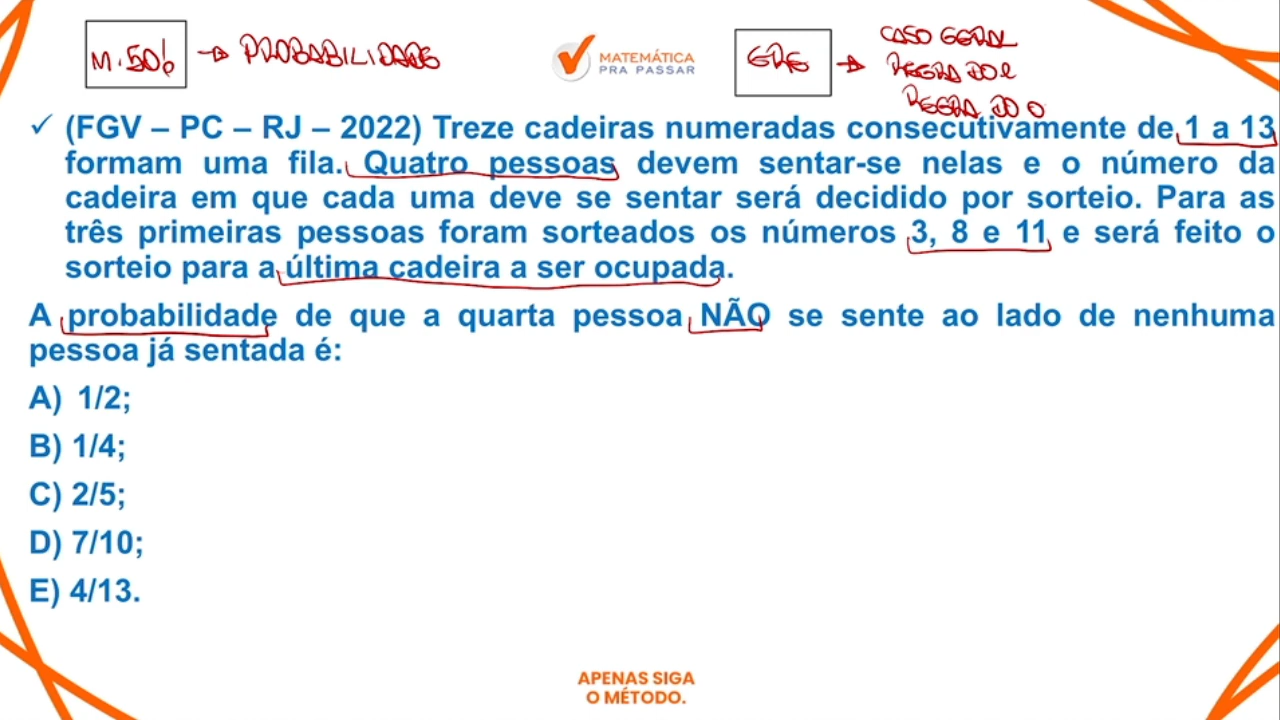 M.50% → PROBABILIDADE
MATEMÁTICA
PRA PASSAR
CASO GERAL
REGRA DO E
REGRA DO O
✓ (FGV – PC – RJ – 2022) Treze cadeiras numeradas consecutivamente de 1 a 13
formam uma fila. Quatro pessoas devem sentar-se nelas e o número da
cadeira em que cada uma deve se sentar será decidido por sorteio. Para as
três primeiras pessoas foram sorteados os números 3, 8 e 11 e será feito o
sorteio para a última cadeira a ser ocupada.
A probabilidade de que a quarta pessoa NÃO se sente ao lado de nenhuma
pessoa já sentada é:
A) 1/2;
B) 1/4;
C) 2/5;
D) 7/10;
E) 4/13.
APENAS SIGA
O MÉTODO.